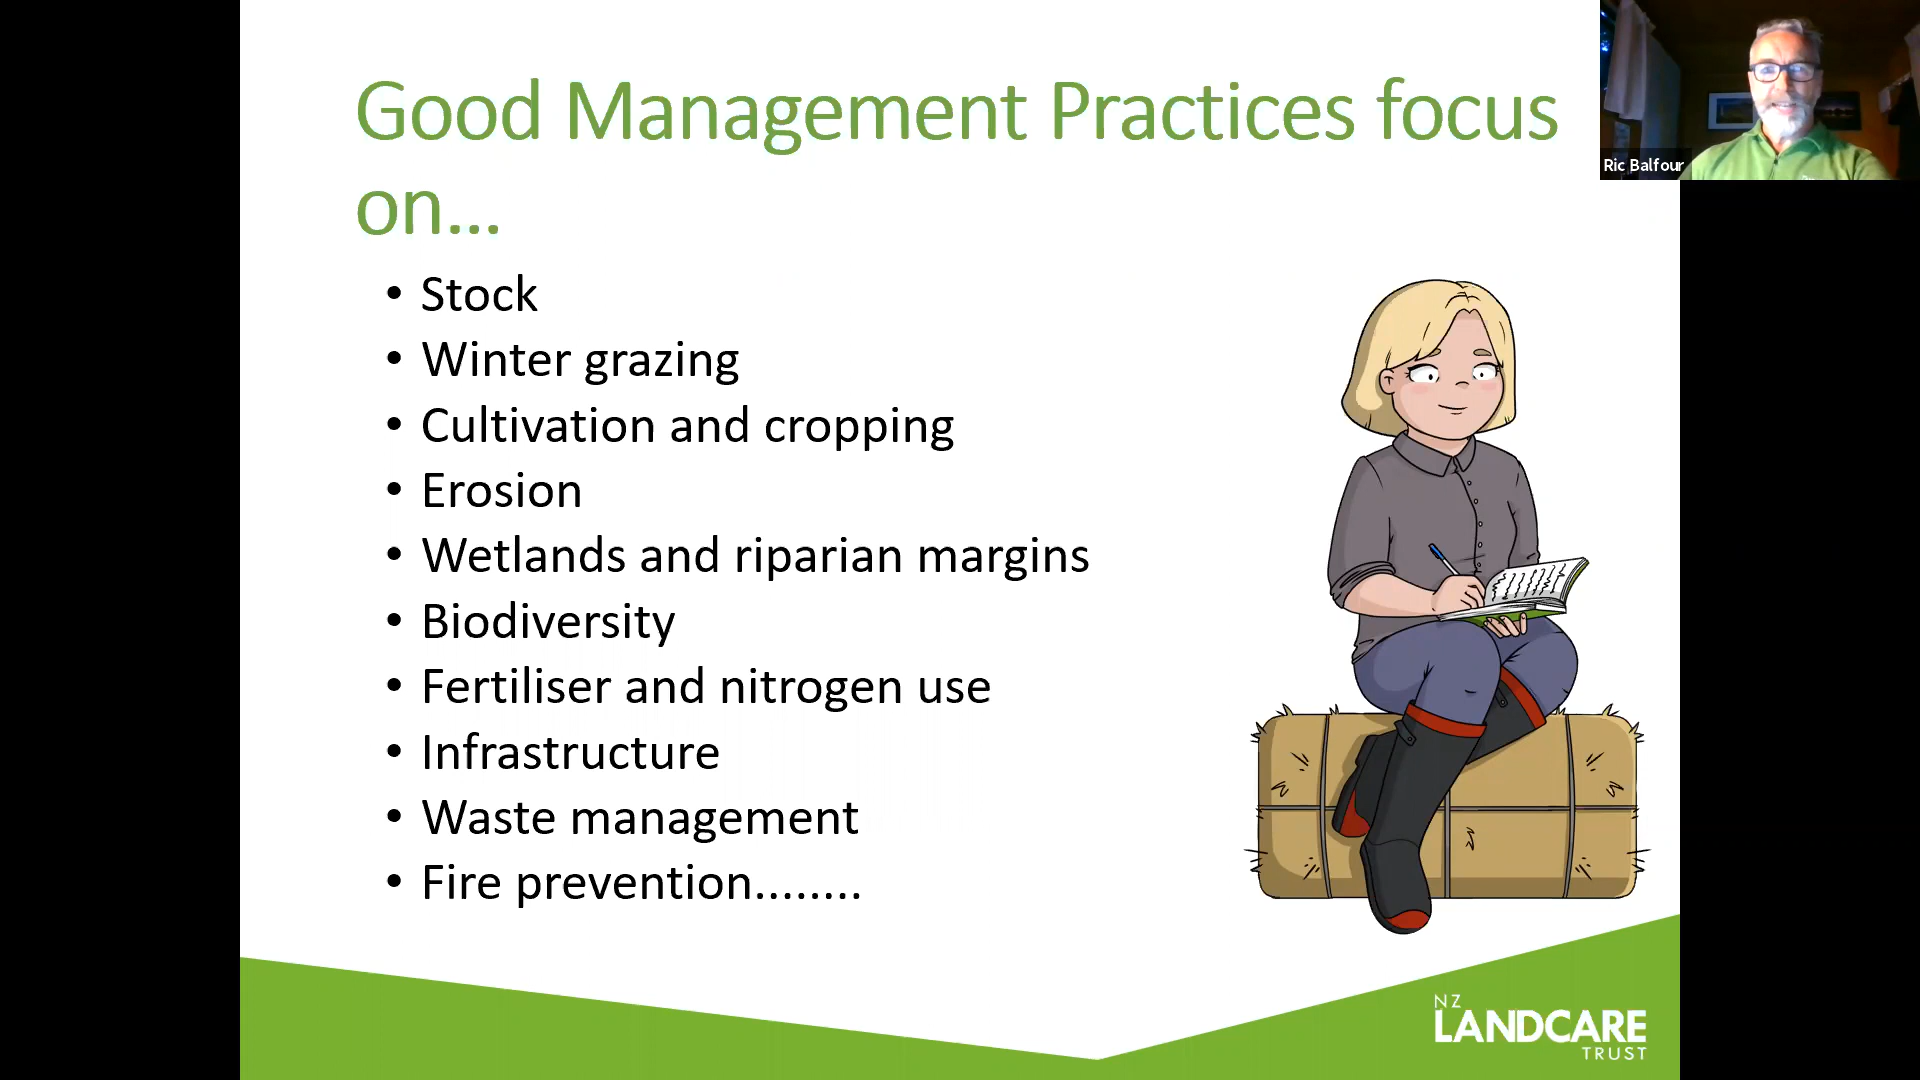 Good Management Practices focus
on...
• Stock
• Winter grazing
• Cultivation and cropping
• Erosion
• Wetlands and riparian margins
• Biodiversity
• Fertiliser and nitrogen use
• Infrastructure
• Waste management
• Fire prevention........
Ric Balfour
NZ
LANDCARE
TRUST